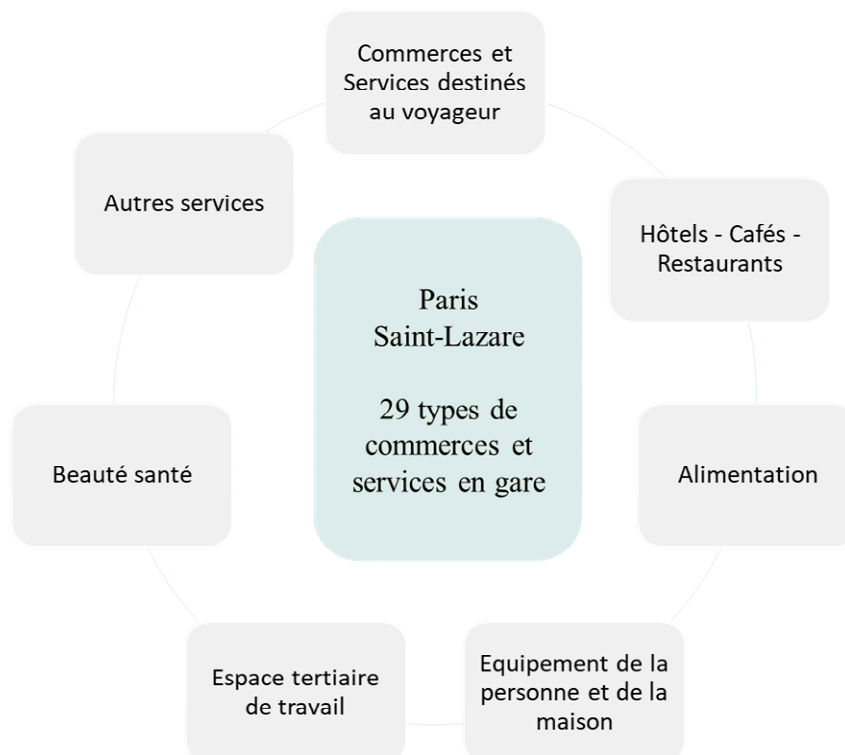 Commerces et
Services destinés
au voyageur
Autres services
Hôtels - Cafés -
Restaurants
Paris
Saint-Lazare
29 types de
commerces et
services en gare
Beauté santé
Alimentation
Espace tertiaire
de travail
Equipement de la
personne et de la
maison